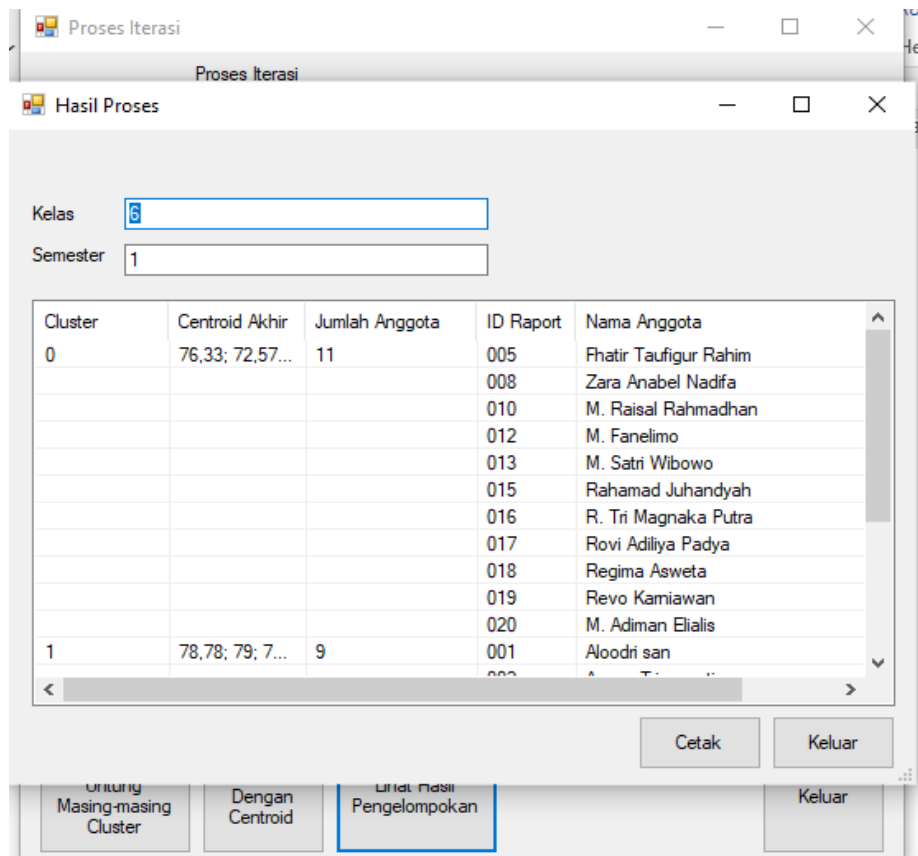 Proses Iterasi
Proses Iterasi
Hasil Proses
Kelas 6
Semester 1
Cluster Centroid Akhir Jumlah Anggota ID Raport Nama Anggota
0 76,33; 72,57... 11 005 Fhatir Taufigur Rahim
008 Zara Anabel Nadifa
010 M. Raisal Rahmadhan
012 M. Fanelimo
013 M. Satri Wibowo
015 Rahamad Juhandyah
016 R. Tri Magnaka Putra
017 Rovi Adiliya Padya
018 Regima Asweta
019 Revo Karniawan
020 M. Adiman Elialis
1 78,78; 79; 7... 9 001 Aloodri san
Cetak Keluar
Masing-masing Cluster
Dengan Centroid
Lihat Hasil Pengelompokan
Keluar